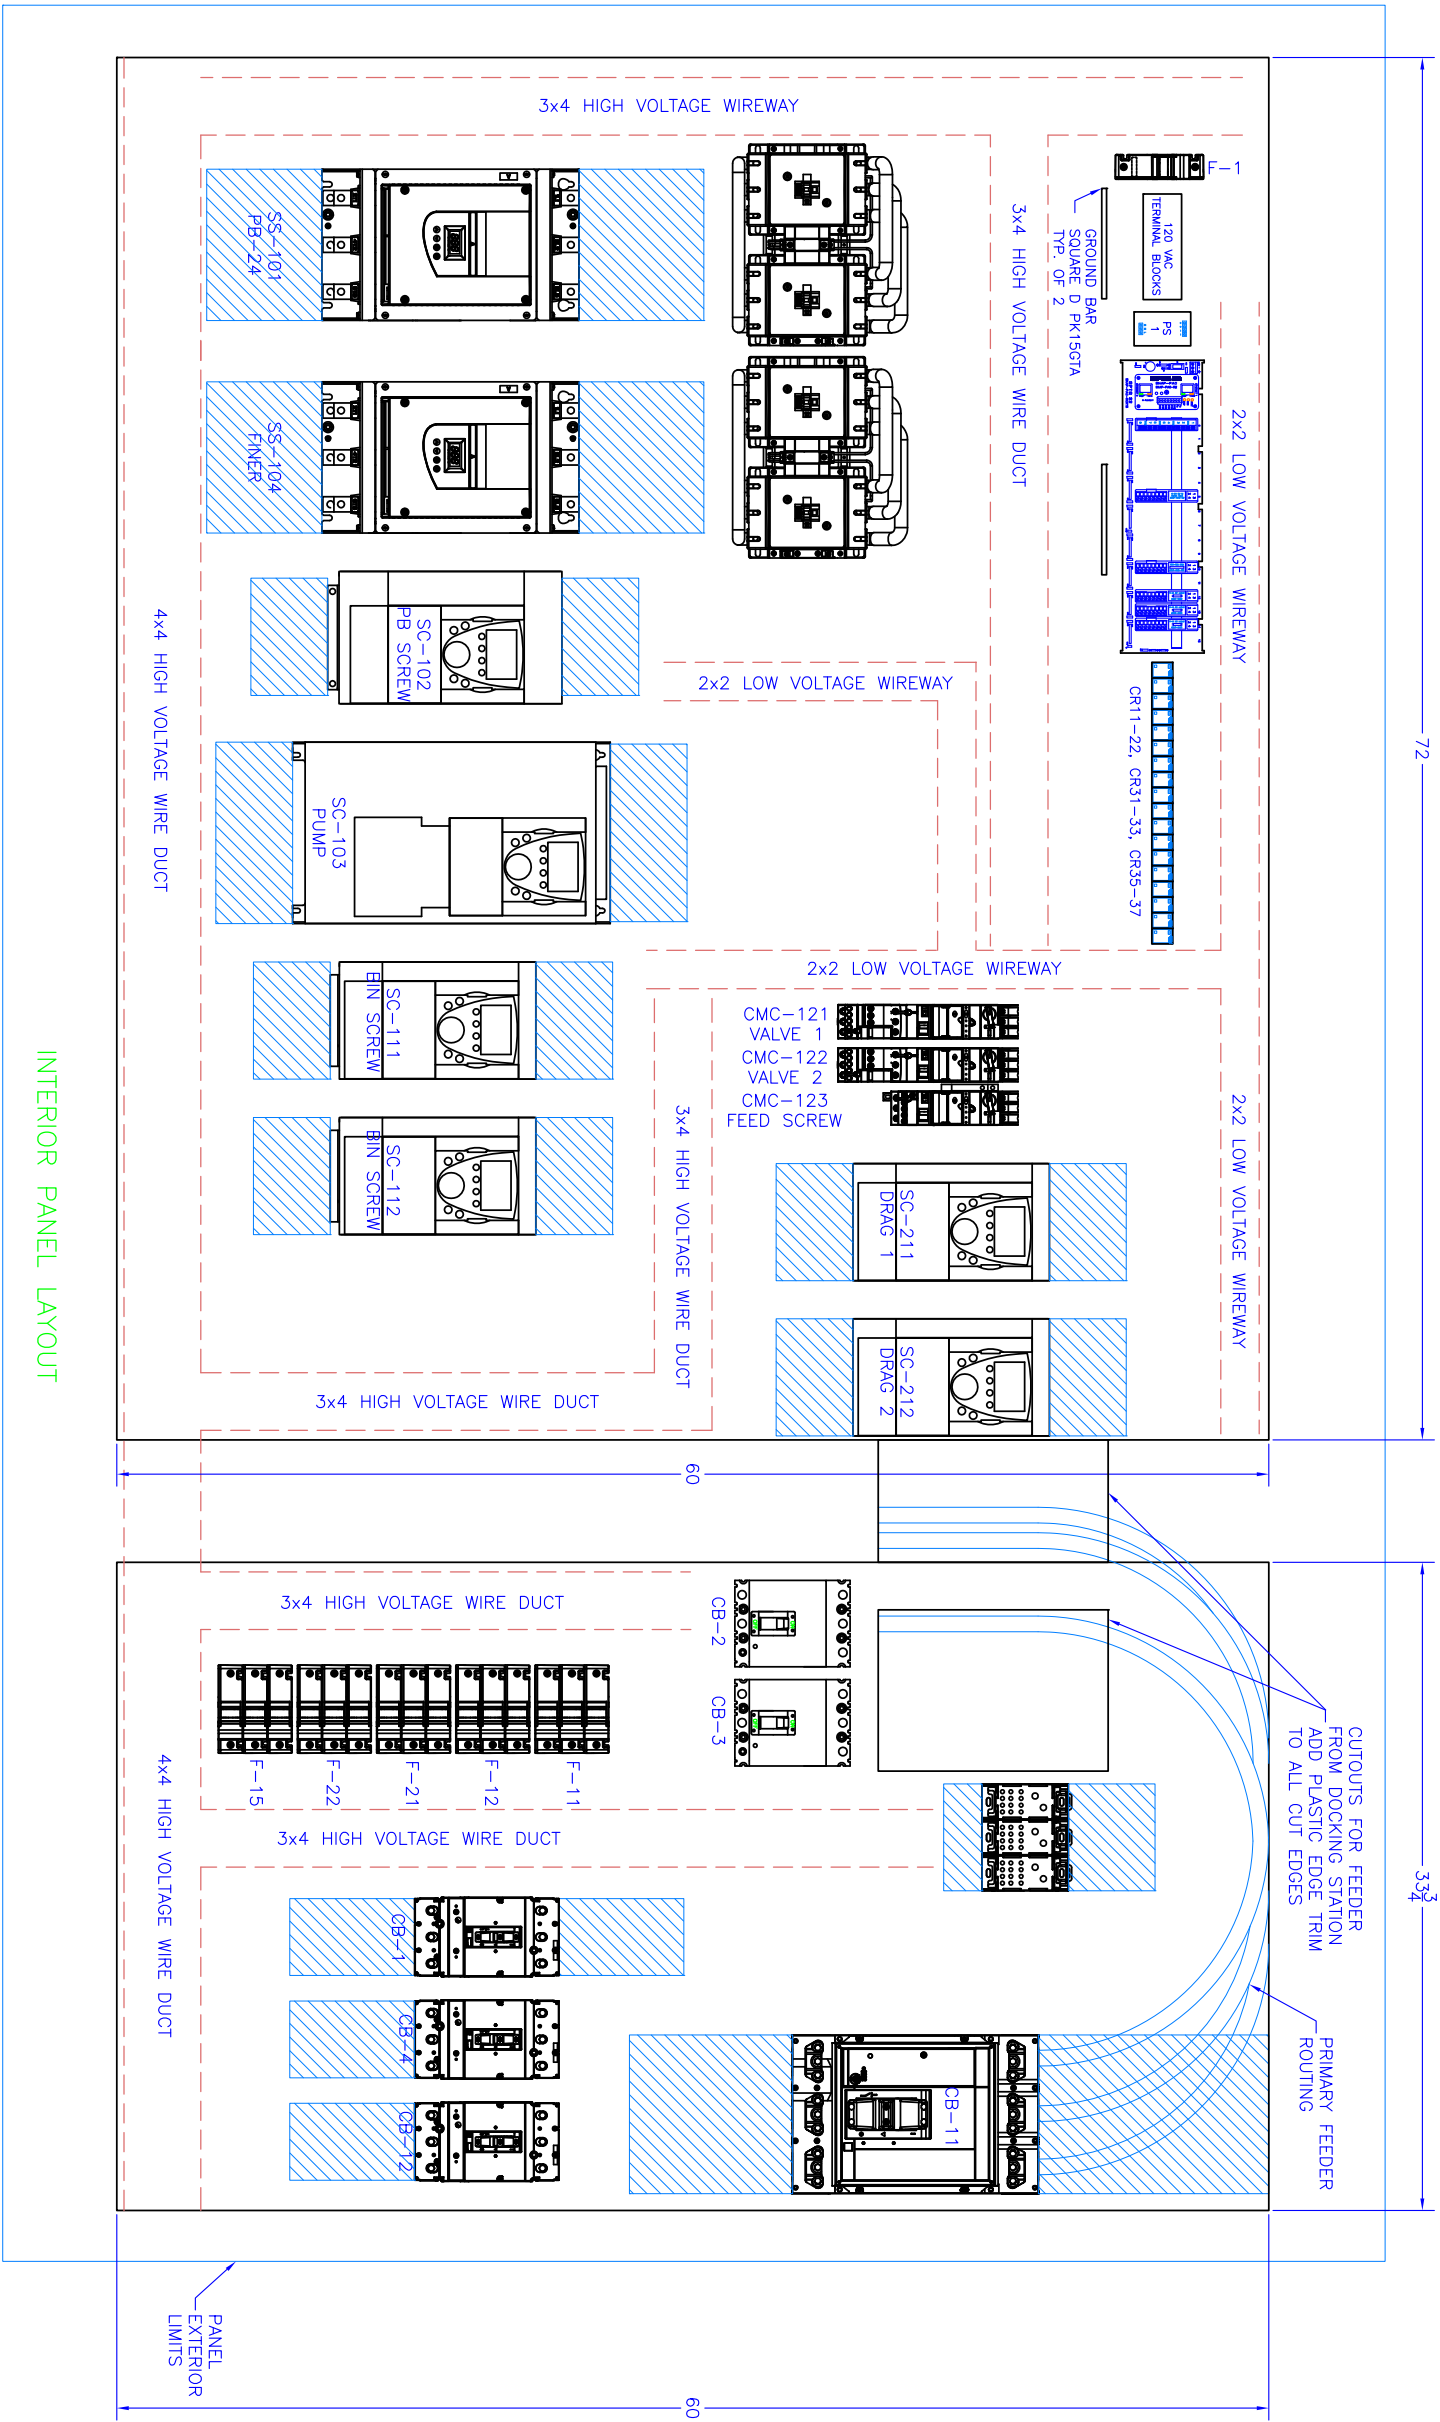 72
3x4 HIGH VOLTAGE WIREWAY
F-1
120 VAC
TERMINAL BLOCKS
GROUND BAR
SQUARE D PK15GTA
TYP. OF 2
PS
1
3x4 HIGH VOLTAGE WIRE DUCT
2x2 LOW VOLTAGE WIREWAY
CR11-22, CR31-33, CR35-37
SS-101
PB-24
SS-104
FINER
SC-102
PB SCREW
2x2 LOW VOLTAGE WIREWAY
4x4 HIGH VOLTAGE WIRE DUCT
SC-103
PUMP
2x2 LOW VOLTAGE WIREWAY
SC-111
BIN SCREW
SC-112
BIN SCREW
CMC-121
VALVE 1
CMC-122
VALVE 2
CMC-123
FEED SCREW
3x4 HIGH VOLTAGE WIRE DUCT
2x2 LOW VOLTAGE WIREWAY
SC-211
DRAG 1
SC-212
DRAG 2
3x4 HIGH VOLTAGE WIRE DUCT
INTERIOR PANEL LAYOUT
60
33 3/4
3x4 HIGH VOLTAGE WIRE DUCT
CB-2
CB-3
F-11
F-12
F-21
F-22
F-15
3x4 HIGH VOLTAGE WIRE DUCT
4x4 HIGH VOLTAGE WIRE DUCT
CB-1
CB-4
CB-12
CB-11
CUTOUTS FOR FEEDER
FROM DOCKING STATION
ADD PLASTIC EDGE TRIM
TO ALL CUT EDGES
PRIMARY FEEDER
ROUTING
PANEL
EXTERIOR
LIMITS
60